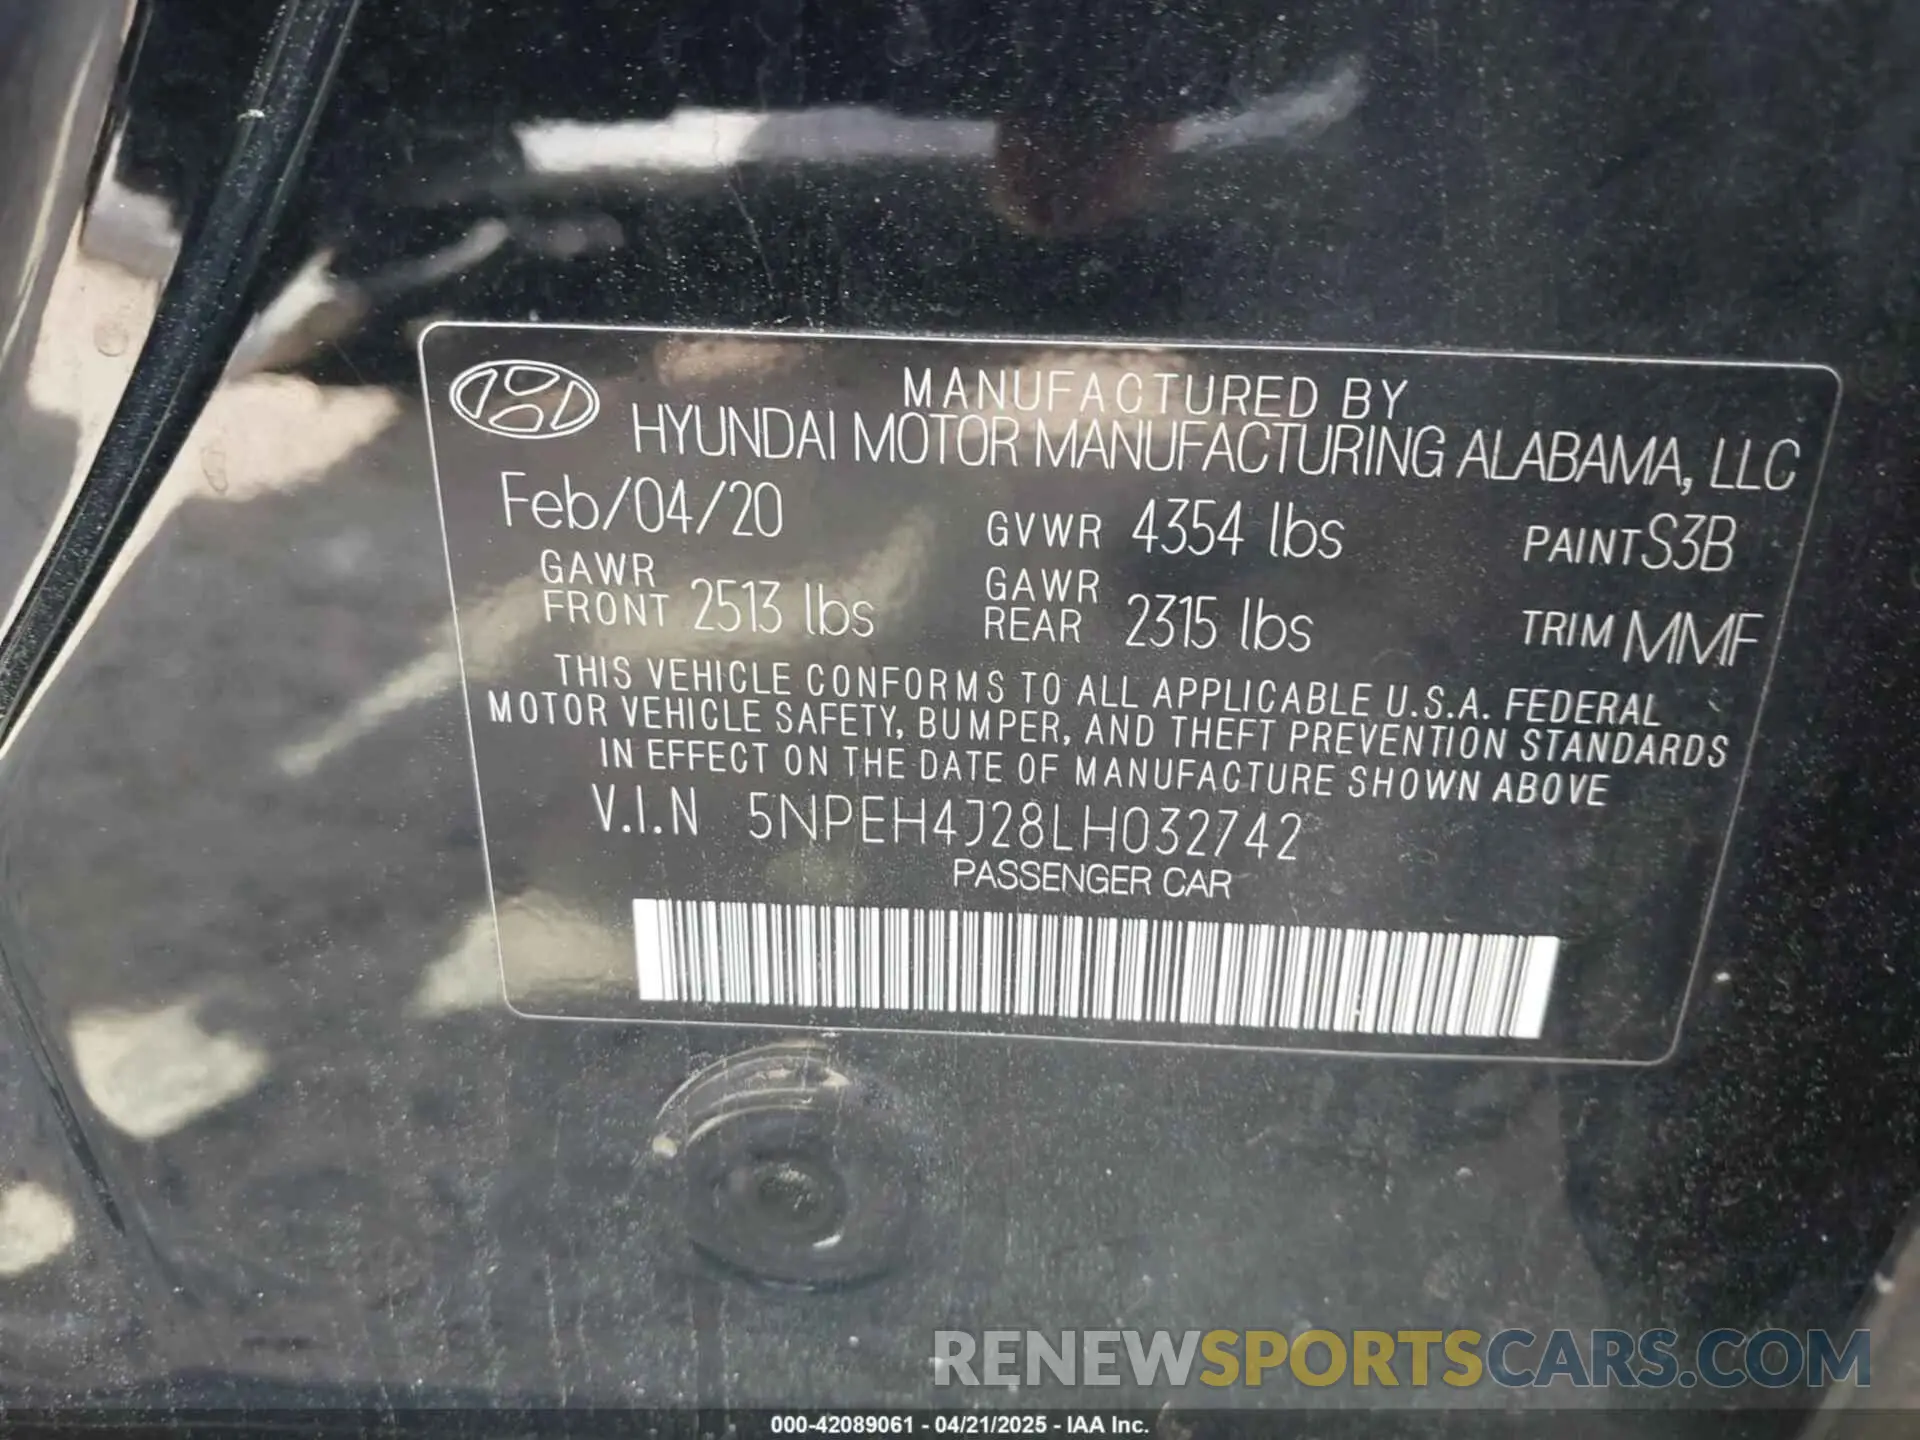 MANUFACTURED BY
HYUNDAI MOTOR MANUFACTURING ALABAMA, LLC
Feb/04/20 GVWR 4354 lbs PAINT S3B
GAWR FRONT 2513 lbs GAWR REAR 2315 lbs TRIM MMF
THIS VEHICLE CONFORMS TO ALL APPLICABLE U.S.A. FEDERAL
MOTOR VEHICLE SAFETY, BUMPER, AND THEFT PREVENTION STANDARDS
IN EFFECT ON THE DATE OF MANUFACTURE SHOWN ABOVE
V.I.N 5NPEH4J28LH032742
PASSENGER CAR
RENEWSPORTSCARS.COM
000-42089061 - 04/21/2025 - IAA Inc.